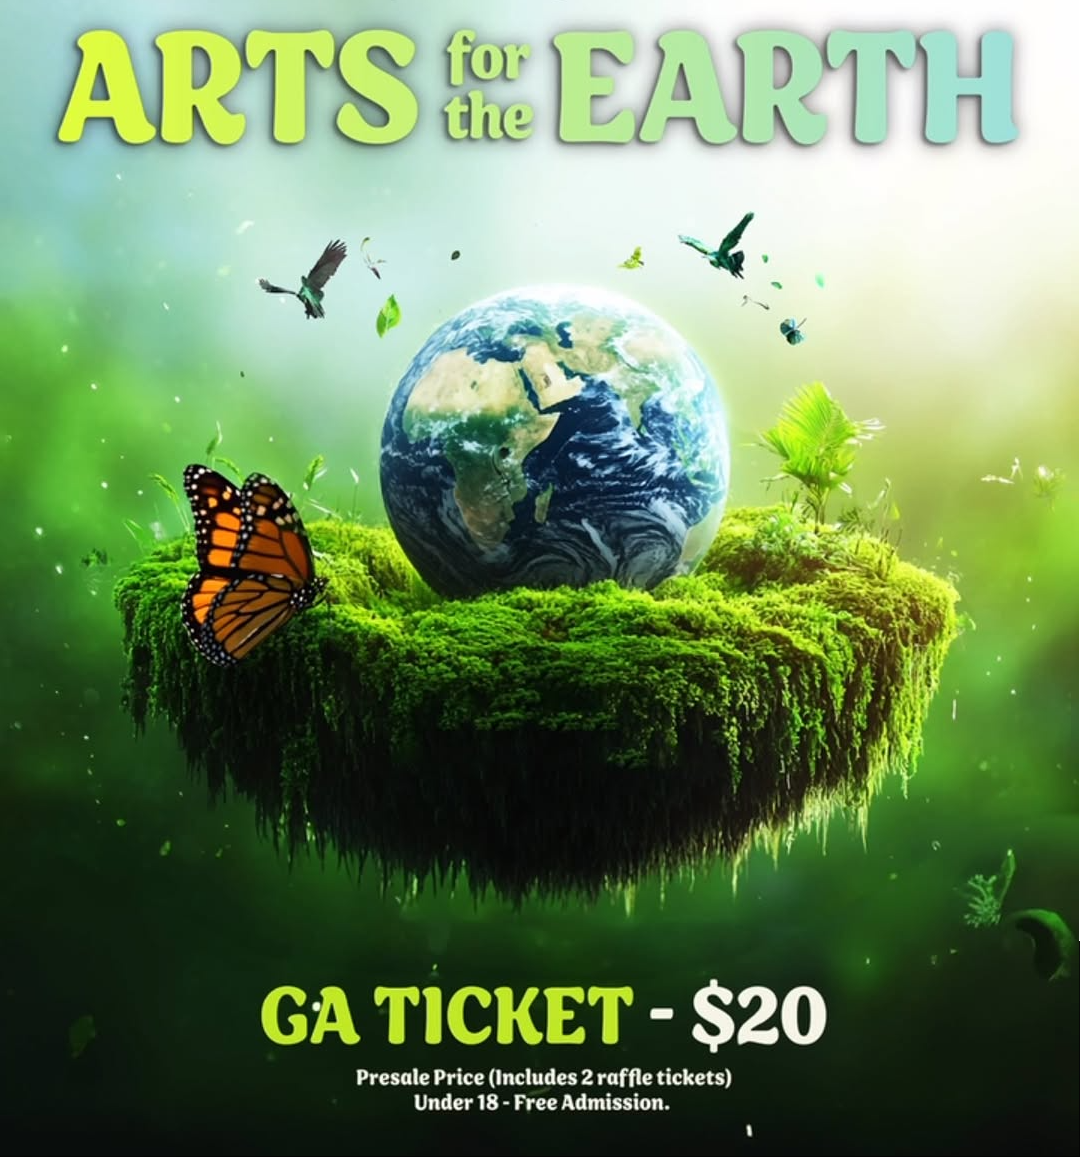 ARTS for the EARTH
GA TICKET - $20
Presale Price (Includes 2 raffle tickets)
Under 18 - Free Admission.